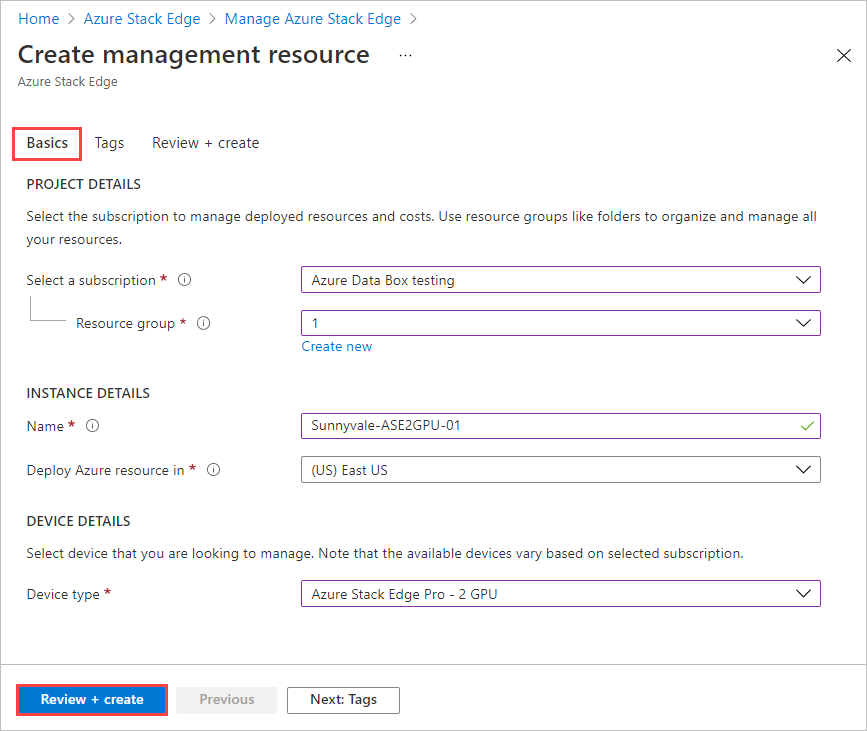 Home > Azure Stack Edge > Manage Azure Stack Edge >
Create management resource ...
Azure Stack Edge
Basics Tags Review + create
PROJECT DETAILS
Select the subscription to manage deployed resources and costs. Use resource groups like folders to organize and manage all
your resources.
Select a subscription * Azure Data Box testing
Resource group * 1
Create new
INSTANCE DETAILS
Name * Sunnyvale-ASE2GPU-01
Deploy Azure resource in * (US) East US
DEVICE DETAILS
Select device that you are looking to manage. Note that the available devices vary based on selected subscription.
Device type * Azure Stack Edge Pro - 2 GPU
Review + create Previous Next: Tags